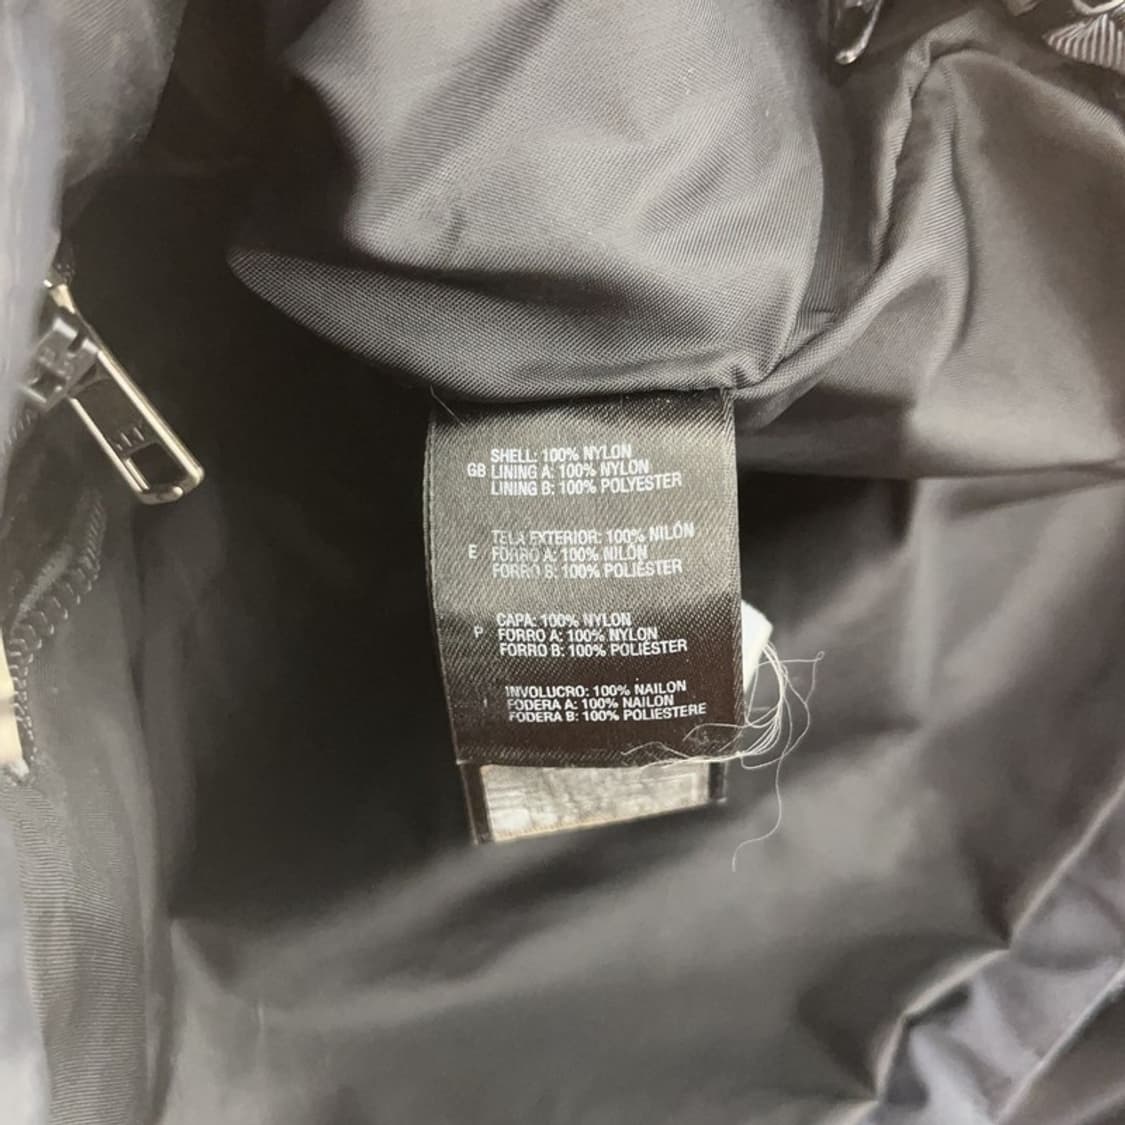 SHELL: 100% NYLON
GB LINING A: 100% NYLON
LINING B: 100% POLYESTER
TELA EXTERIOR: 100% NILÓN
E FORRO A: 100% NILÓN
FORRO B: 100% POLIÉSTER
CAPA: 100% NYLON
P FORRO A: 100% NYLON
FORRO B: 100% POLIÉSTER
INVOLUCRO: 100% NAILON
FODERA A: 100% NAILON
FODERA B: 100% POLIESTERE